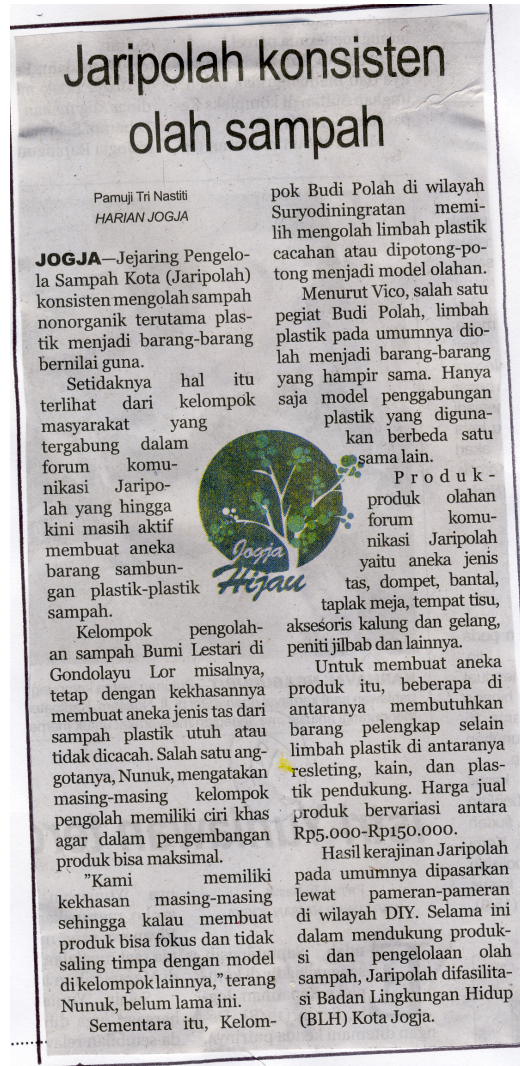 Jaripolah konsisten
olah sampah
Pamuji Tri Nastiti
HARIAN JOGJA
JOGJA—Jejaring Pengelo-
la Sampah Kota (Jaripolah)
konsisten mengolah sampah
nonorganik terutama plas-
tik menjadi barang-barang
bernilai guna.
Setidaknya hal itu
terlihat dari kelompok
masyarakat yang
tergabung dalam
forum komu-
nikasi Jaripo-
lah yang hingga
kini masih aktif
membuat aneka
barang sambun-
gan plastik-plastik
sampah.
Kelompok pengolah-
an sampah Bumi Lestari di
Gondolayu Lor misalnya,
tetap dengan kekhasannya
membuat aneka jenis tas dari
sampah plastik utuh atau
tidak dicacah. Salah satu ang-
gotanya, Nunuk, mengatakan
masing-masing kelompok
pengolah memiliki ciri khas
agar dalam pengembangan
produk bisa maksimal.
"Kami memiliki
kekhasan masing-masing
sehingga kalau membuat
produk bisa fokus dan tidak
saling timpa dengan model
di kelompok lainnya," terang
Nunuk, belum lama ini.
Sementara itu, Kelom-
pok Budi Polah di wilayah
Suryodiningratan memi-
lih mengolah limbah plastik
cacahan atau dipotong-po-
tong menjadi model olahan.
Menurut Vico, salah satu
pegiat Budi Polah, limbah
plastik pada umumnya dio-
lah menjadi barang-barang
yang hampir sama. Hanya
saja model penggabungan
plastik yang diguna-
kan berbeda satu
sama lain.
Produk-
produk olahan
forum komu-
nikasi Jaripolah
yaitu aneka jenis
tas, dompet, bantal,
taplak meja, tempat tisu,
aksesoris kalung dan gelang,
peniti jilbab dan lainnya.
Untuk membuat aneka
produk itu, beberapa di
antaranya membutuhkan
barang pelengkap selain
limbah plastik di antaranya
resleting, kain, dan plas-
tik pendukung. Harga jual
produk bervariasi antara
Rp5.000-Rp150.000.
Hasil kerajinan Jaripolah
pada umumnya dipasarkan
lewat pameran-pameran
di wilayah DIY. Selama ini
dalam mendukung produk-
si dan pengelolaan olah
sampah, Jaripolah difasilita-
si Badan Lingkungan Hidup
(BLH) Kota Jogja.
Jogja
Hijau